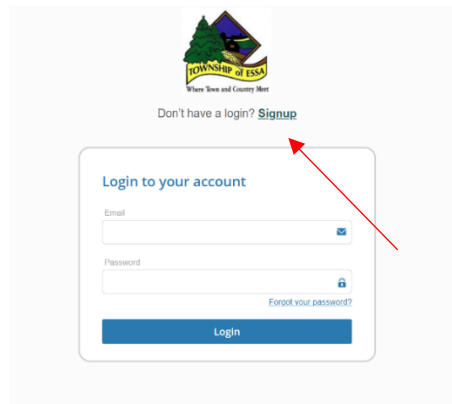 TOWNSHIP of ESSA
Where Town and Country Meet
Don't have a login? Signup
Login to your account
Email
Password
Forgot your password?
Login